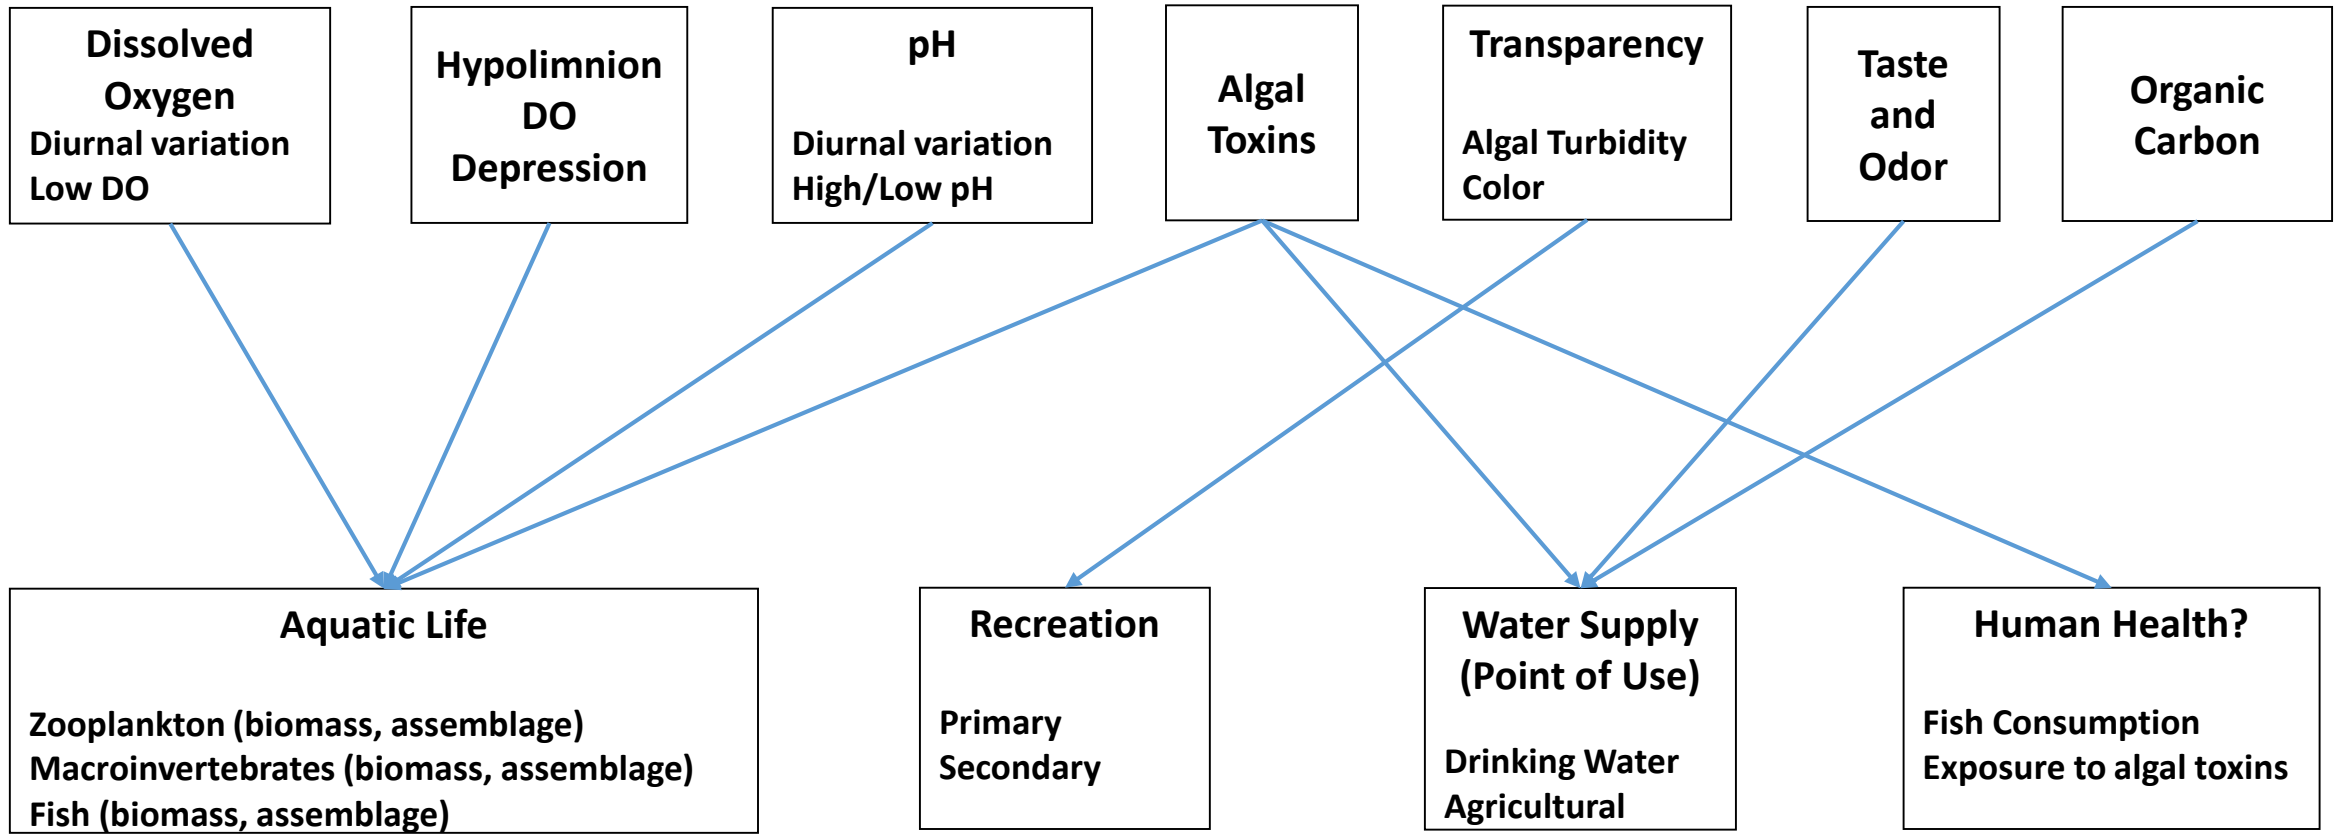 Dissolved
Oxygen
Diurnal variation
Low DO
Hypolimnion
DO
Depression
pH
Diurnal variation
High/Low pH
Algal
Toxins
Transparency
Algal Turbidity
Color
Taste
and
Odor
Organic
Carbon
Aquatic Life
Zooplankton (biomass, assemblage)
Macroinvertebrates (biomass, assemblage)
Fish (biomass, assemblage)
Recreation
Primary
Secondary
Water Supply
(Point of Use)
Drinking Water
Agricultural
Human Health?
Fish Consumption
Exposure to algal toxins